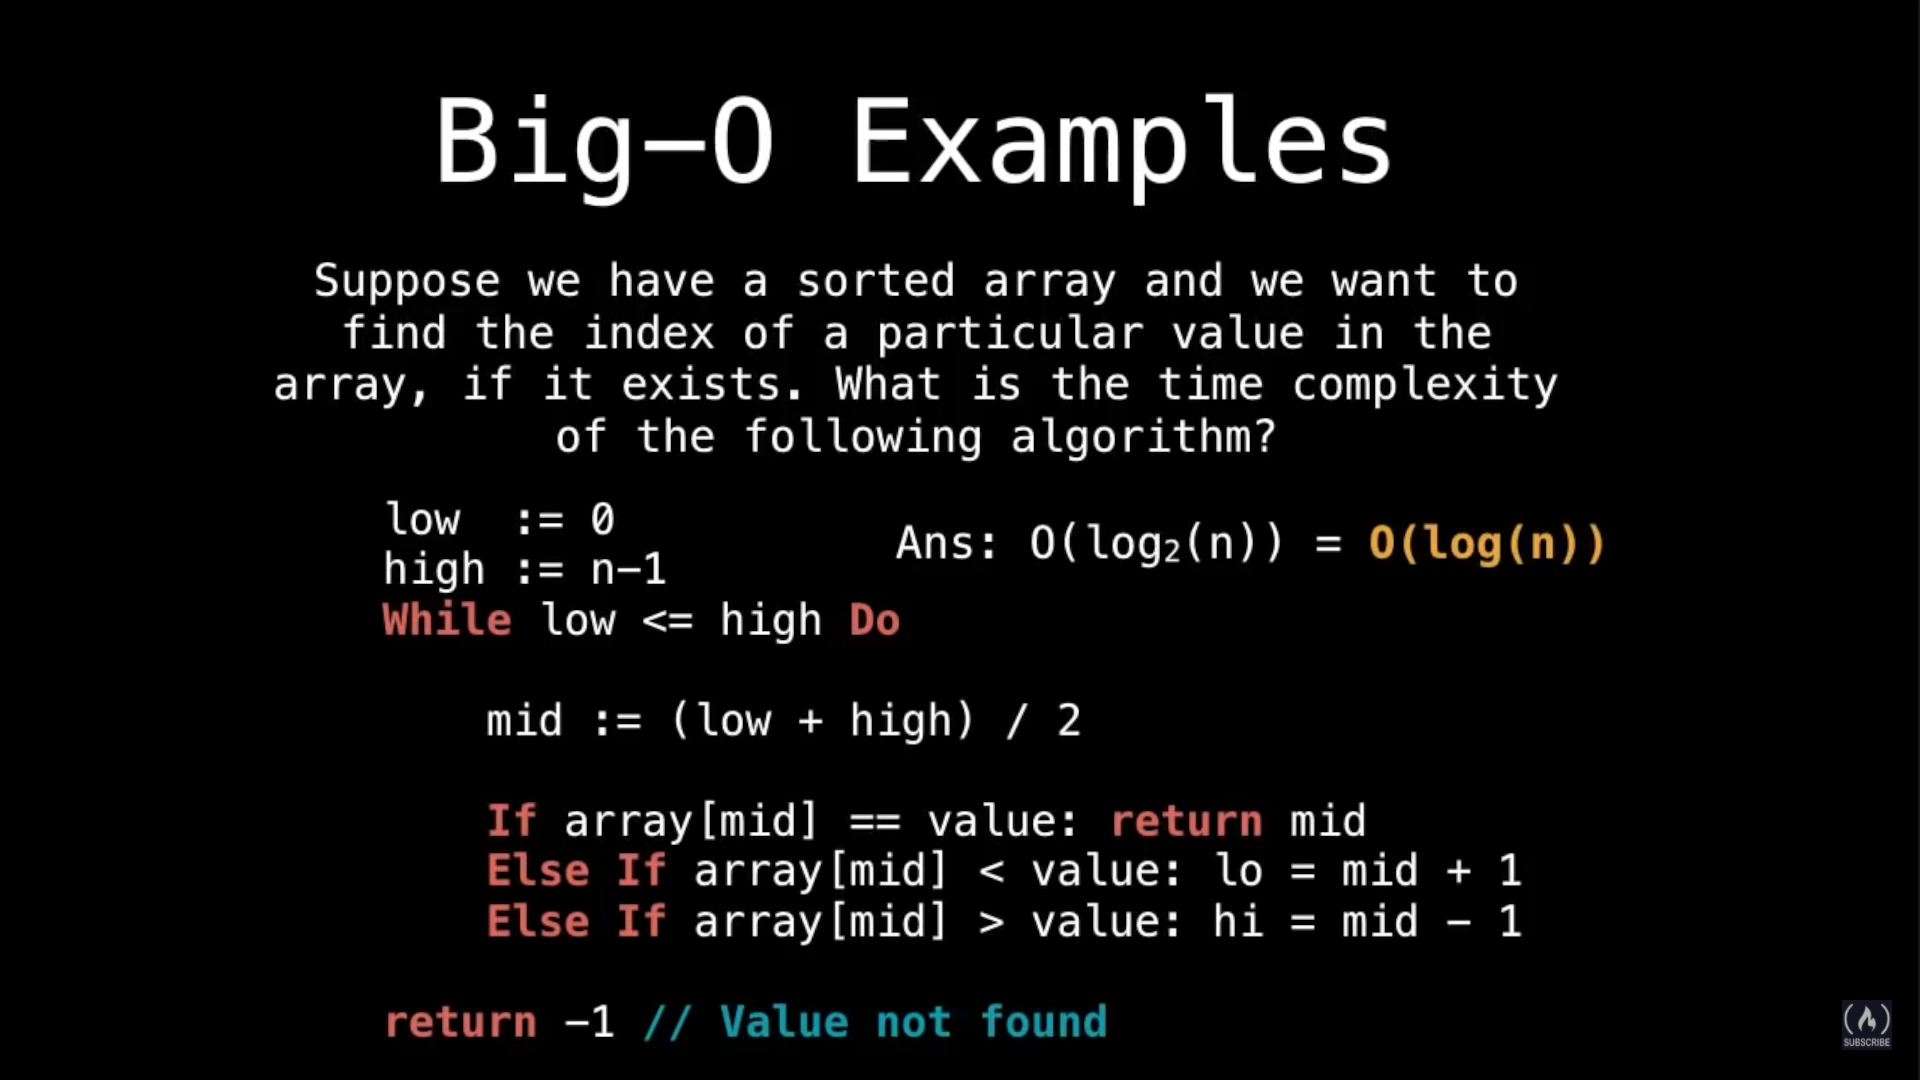 Big-O Examples
Suppose we have a sorted array and we want to
find the index of a particular value in the
array, if it exists. What is the time complexity
of the following algorithm?
low  := 0
high := n-1
Ans: O(log₂(n)) = O(log(n))
While low <= high Do
mid := (low + high) / 2
If array[mid] == value: return mid
Else If array[mid] < value: lo = mid + 1
Else If array[mid] > value: hi = mid - 1
return -1 // Value not found
SUBSCRIBE